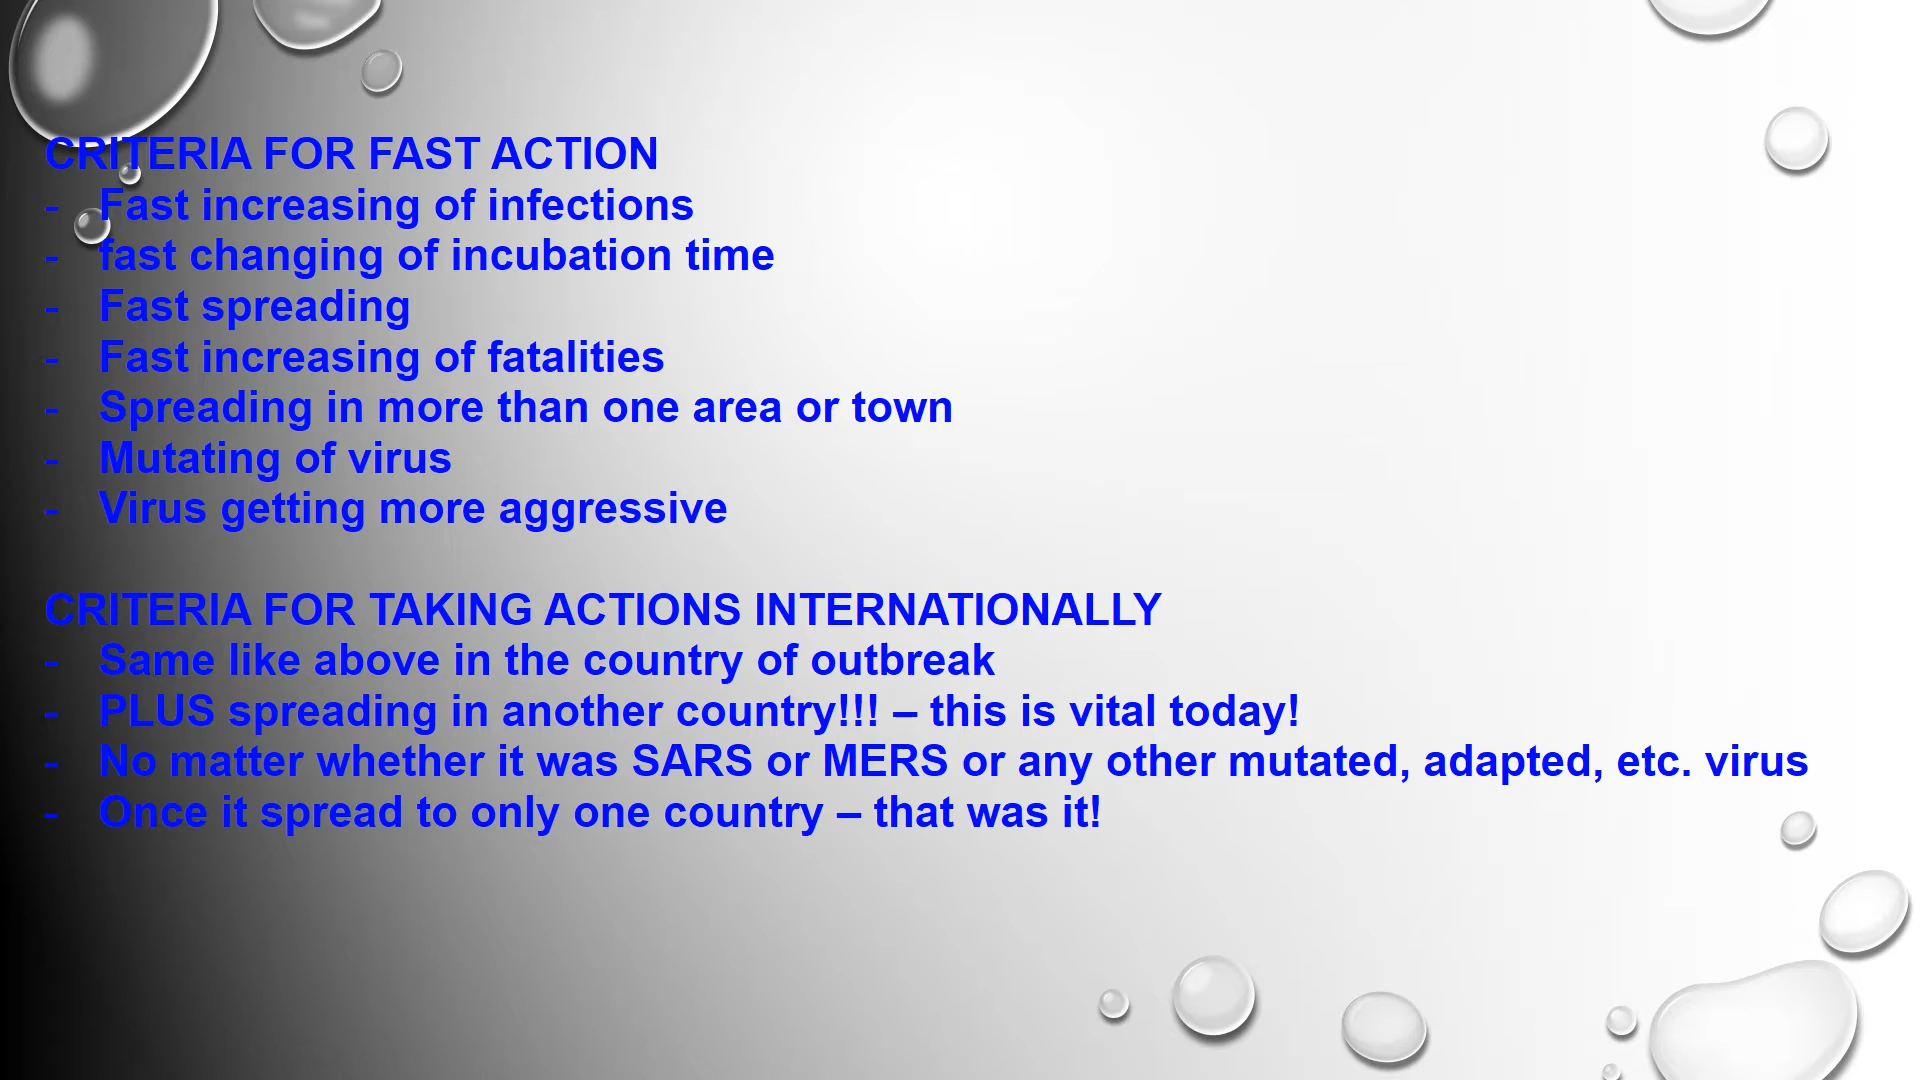 CRITERIA FOR FAST ACTION
- Fast increasing of infections
- fast changing of incubation time
- Fast spreading
- Fast increasing of fatalities
- Spreading in more than one area or town
- Mutating of virus
- Virus getting more aggressive
CRITERIA FOR TAKING ACTIONS INTERNATIONALLY
- Same like above in the country of outbreak
- PLUS spreading in another country!!! – this is vital today!
- No matter whether it was SARS or MERS or any other mutated, adapted, etc. virus
- Once it spread to only one country – that was it!